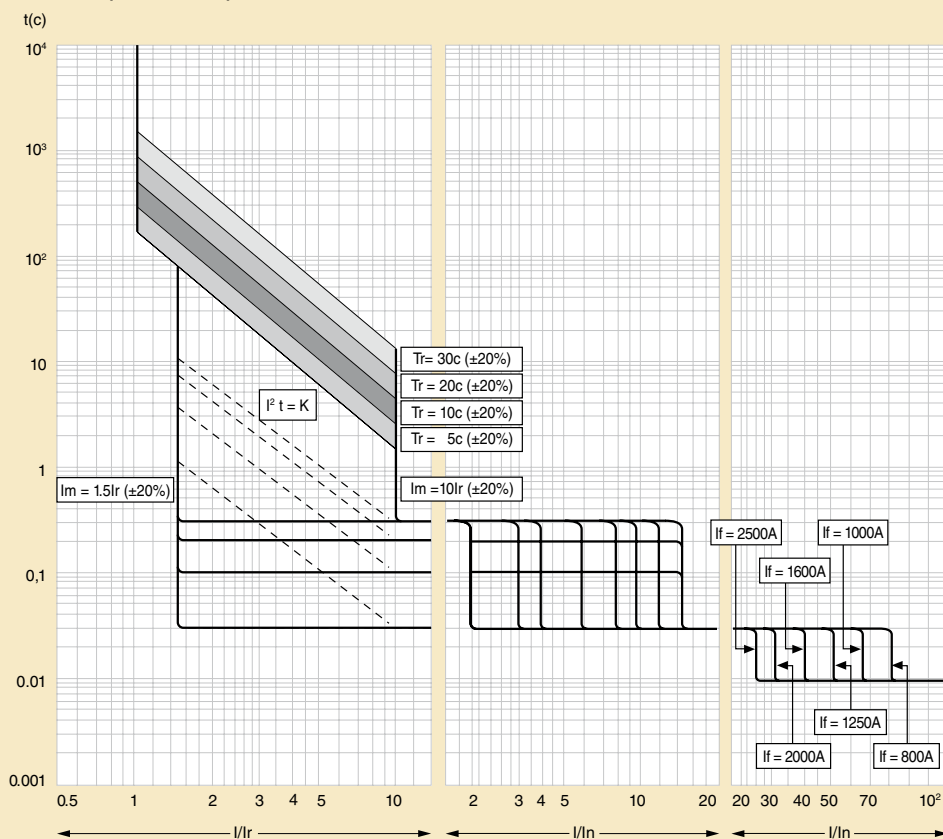 t(c)
10⁴
10³
10²
10
1
0,1
0.01
0.001
Tr= 30c (±20%)
Tr = 20c (±20%)
Tr = 10c (±20%)
Tr = 5c (±20%)
I² t = K
Im = 1.5Ir (±20%)
Im =10Ir (±20%)
If = 2500A
If = 1000A
If = 1600A
If = 1250A
If = 2000A
If = 800A
0.5 1 2 3 4 5 10
2 3 4 5 10 20
20 30 40 50 70 10²
I/Ir
I/In
I/In